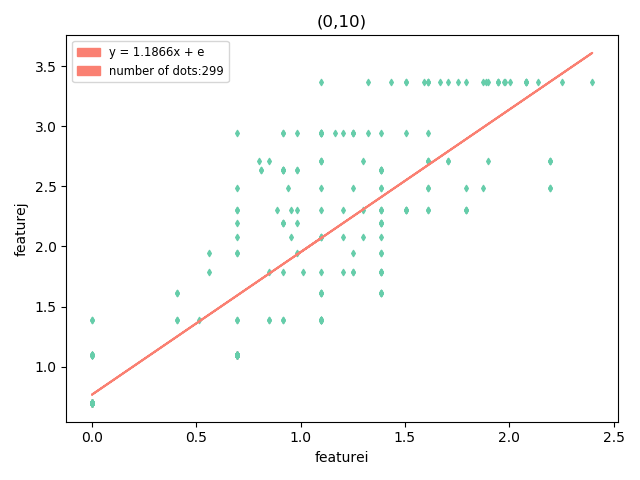 (0,10)
y = 1.1866x + e
number of dots:299
3.5
3.0
2.5
2.0
1.5
1.0
featurej
0.0 0.5 1.0 1.5 2.0 2.5
featurei